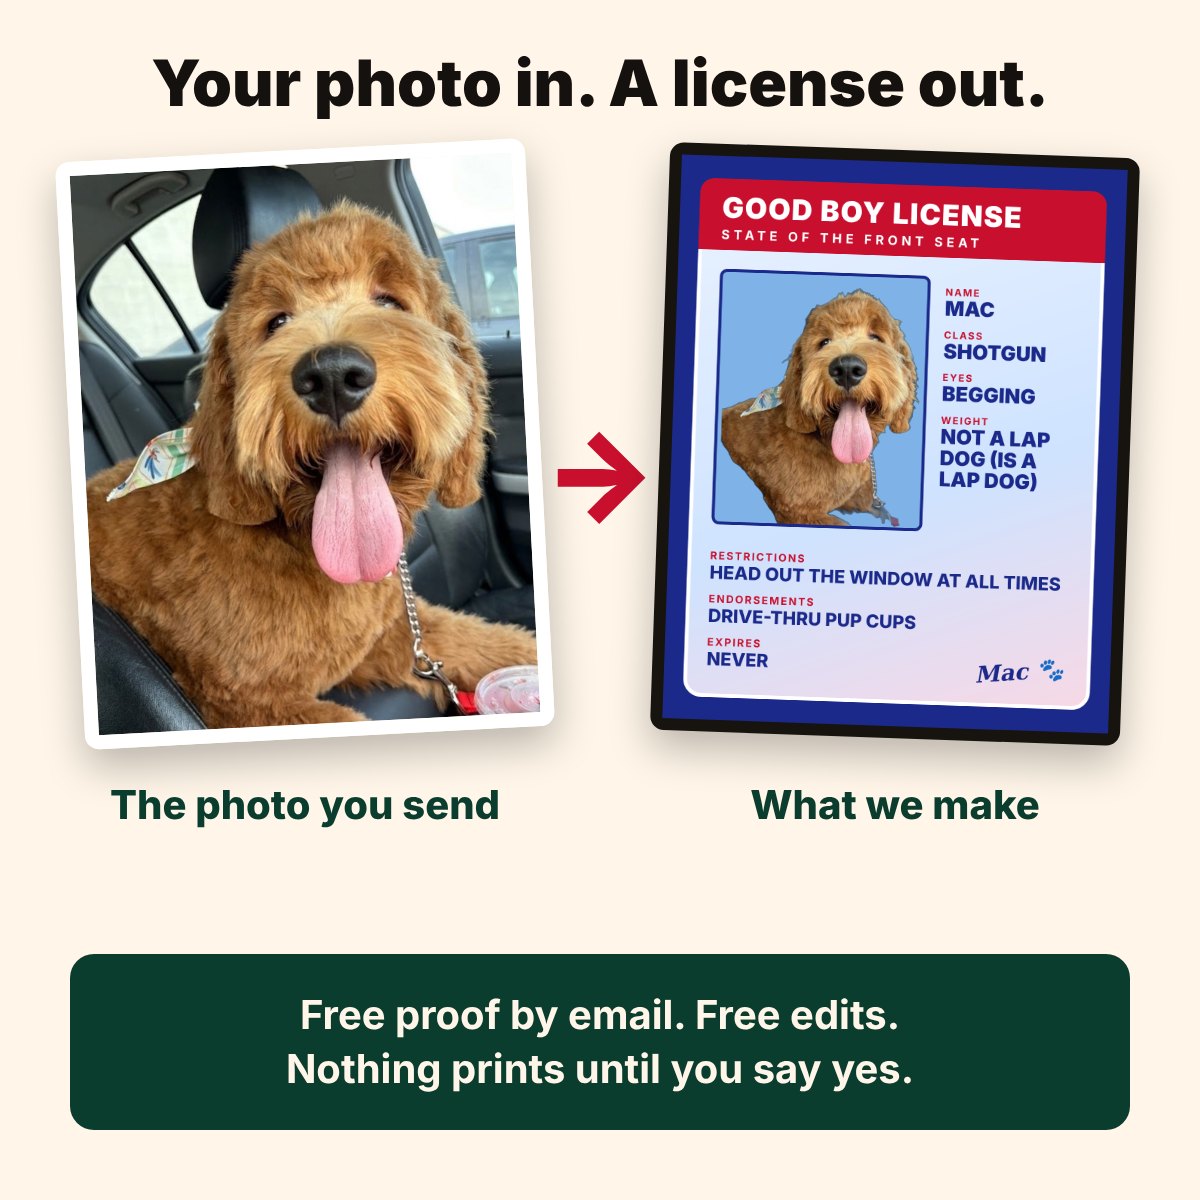 Your photo in. A license out.
GOOD BOY LICENSE
STATE OF THE FRONT SEAT
NAME
MAC
CLASS
SHOTGUN
EYES
BEGGING
WEIGHT
NOT A LAP
DOG (IS A
LAP DOG)
RESTRICTIONS
HEAD OUT THE WINDOW AT ALL TIMES
ENDORSEMENTS
DRIVE-THRU PUP CUPS
EXPIRES
NEVER
Mac
The photo you send
What we make
Free proof by email. Free edits.
Nothing prints until you say yes.